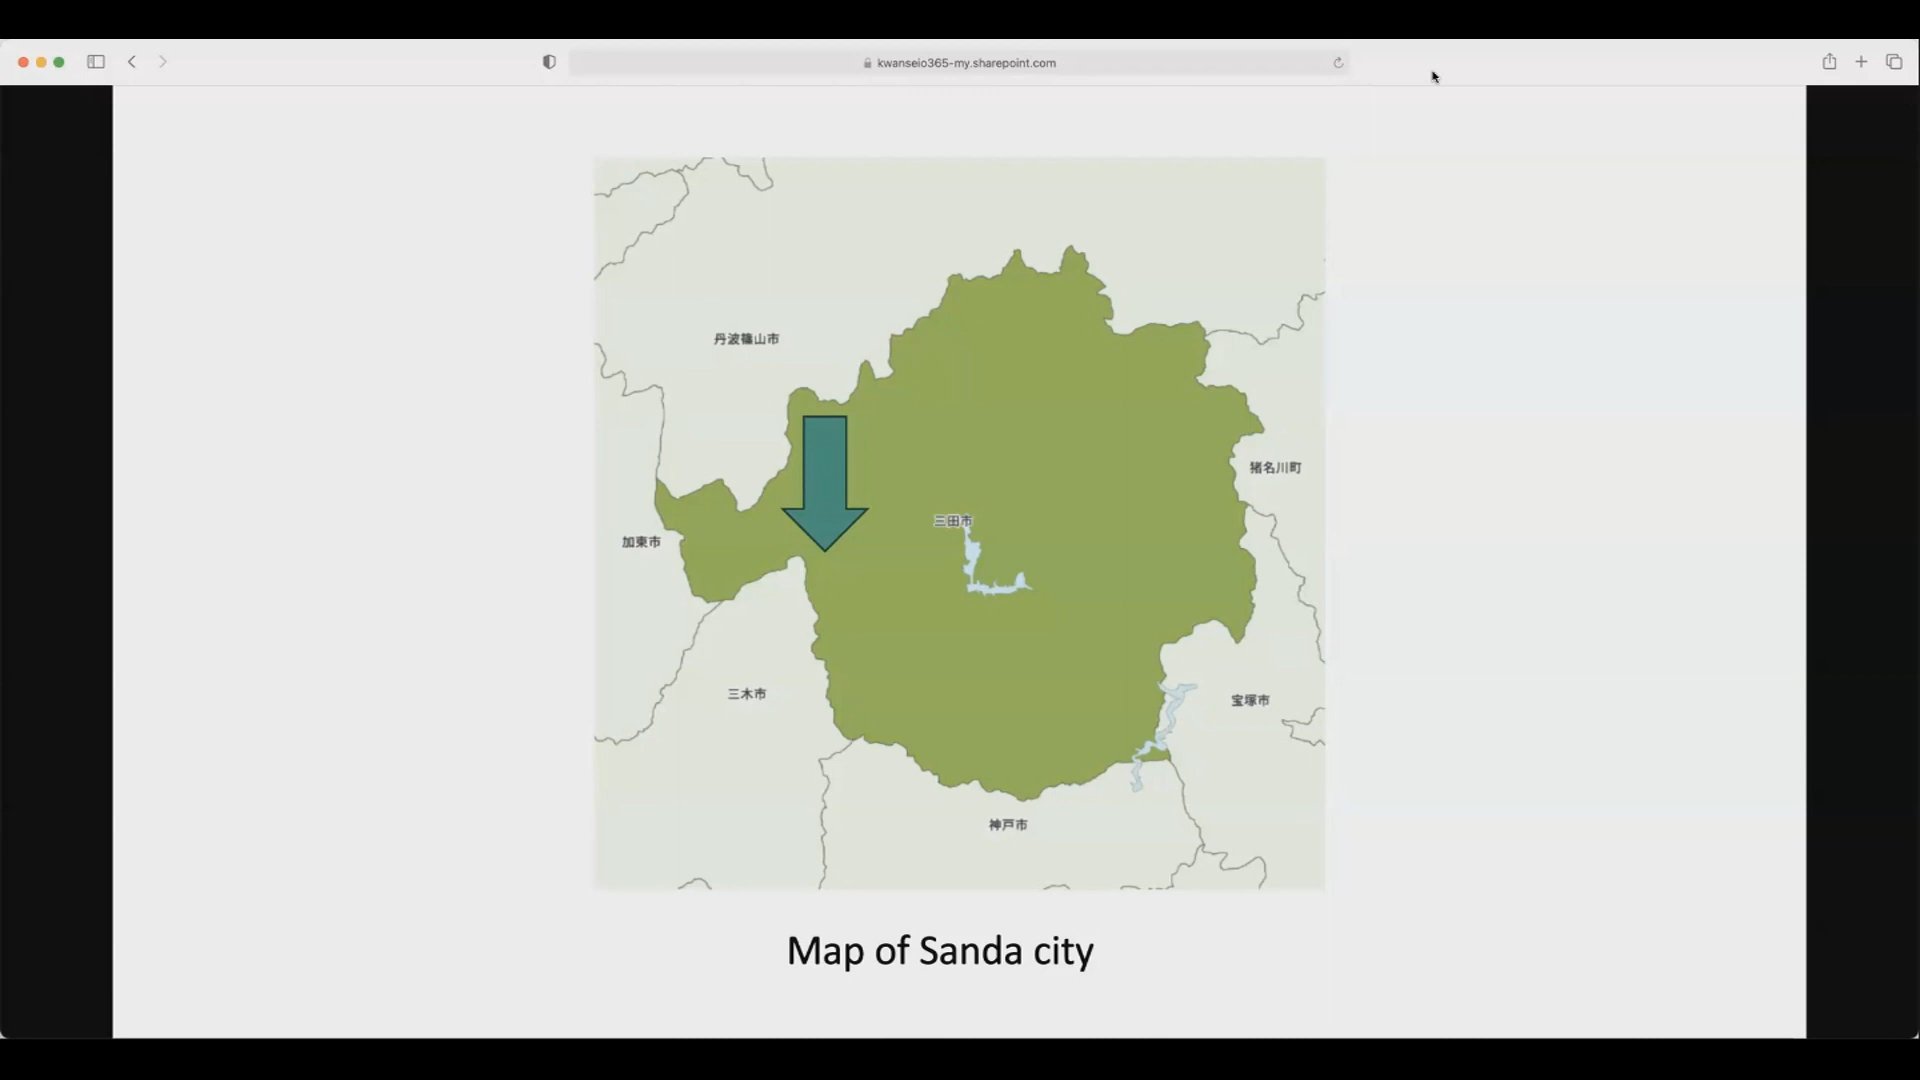 kwanseio365-my.sharepoint.com
丹波篠山市
猪名川町
三田市
加東市
三木市
宝塚市
神戸市
Map of Sanda city